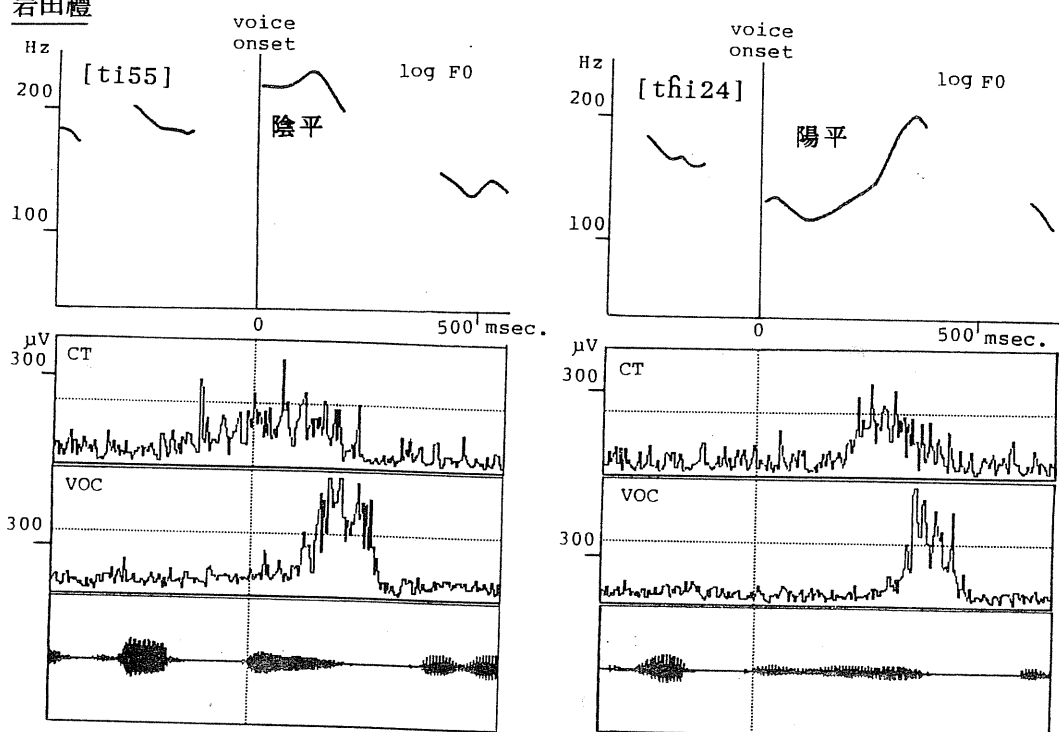 岩田禮
voice
onset
Hz
[ti55]
log F0
200
陰平
100
0
500 msec.
μV
300
CT
VOC
300
voice
onset
Hz
[tɦi24]
log F0
200
陽平
100
0
500 msec.
μV
300
CT
VOC
300